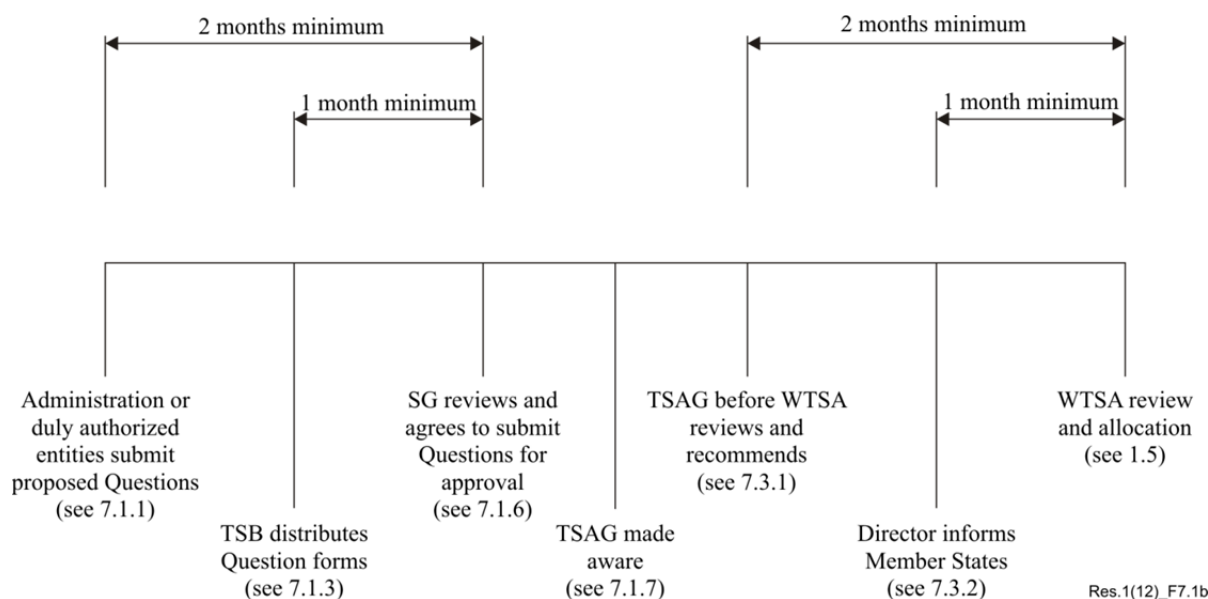 2 months minimum
2 months minimum
1 month minimum
1 month minimum
Administration or
duly authorized
entities submit
proposed Questions
(see 7.1.1)
TSB distributes
Question forms
(see 7.1.3)
SG reviews and
agrees to submit
Questions for
approval
(see 7.1.6)
TSAG made
aware
(see 7.1.7)
TSAG before WTSA
reviews and
recommends
(see 7.3.1)
Director informs
Member States
(see 7.3.2)
WTSA review
and allocation
(see 1.5)
Res.1(12)_F7.1b